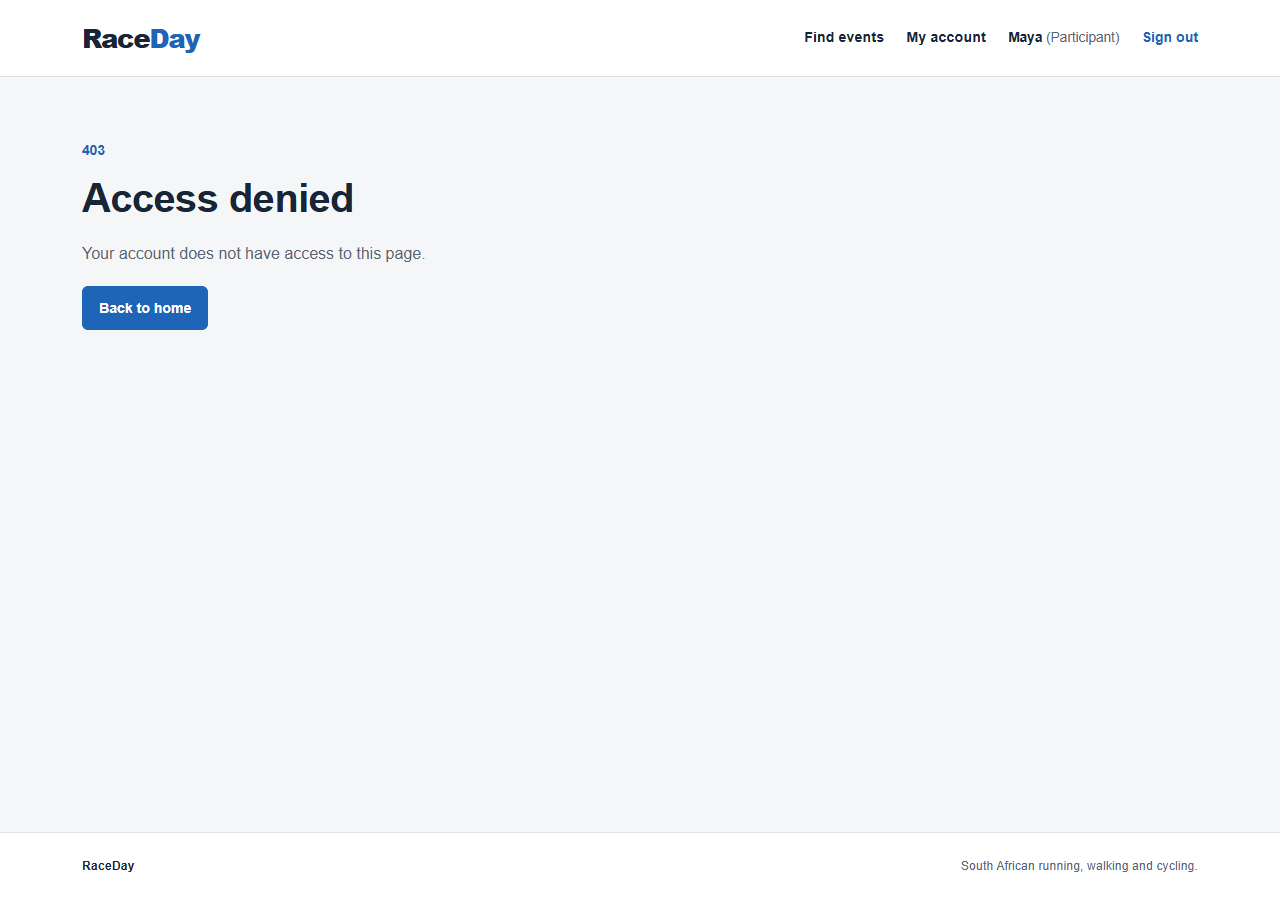 RaceDay
Find events
My account
Maya (Participant)
Sign out
403
Access denied
Your account does not have access to this page.
Back to home
RaceDay
South African running, walking and cycling.